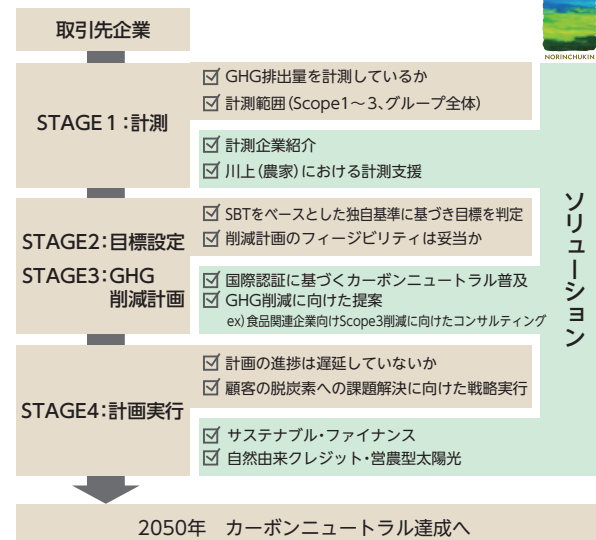 取引先企業
NORINCHUKIN
STAGE1:計測
☑ GHG排出量を計測しているか
☑ 計測範囲(Scope1～3、グループ全体)
☑ 計測企業紹介
☑ 川上(農家)における計測支援
STAGE2:目標設定
STAGE3:GHG
削減計画
☑ SBTをベースとした独自基準に基づき目標を判定
☑ 削減計画のフィージビリティは妥当か
☑ 国際認証に基づくカーボンニュートラル普及
☑ GHG削減に向けた提案
ex)食品関連企業向けScope3削減に向けたコンサルティング
STAGE4:計画実行
☑ 計画の進捗は遅延していないか
☑ 顧客の脱炭素への課題解決に向けた戦略実行
☑ サステナブル・ファイナンス
☑ 自然由来クレジット・営農型太陽光
ソリューション
2050年　カーボンニュートラル達成へ